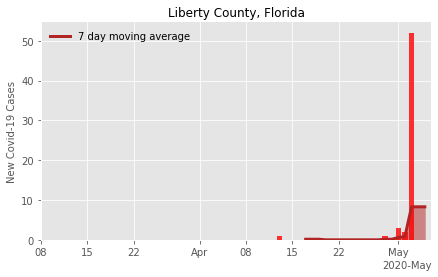 Liberty County, Florida
7 day moving average
New Covid-19 Cases
50
40
30
20
10
0
08 15 22 Apr 08 15 22 May
2020-May